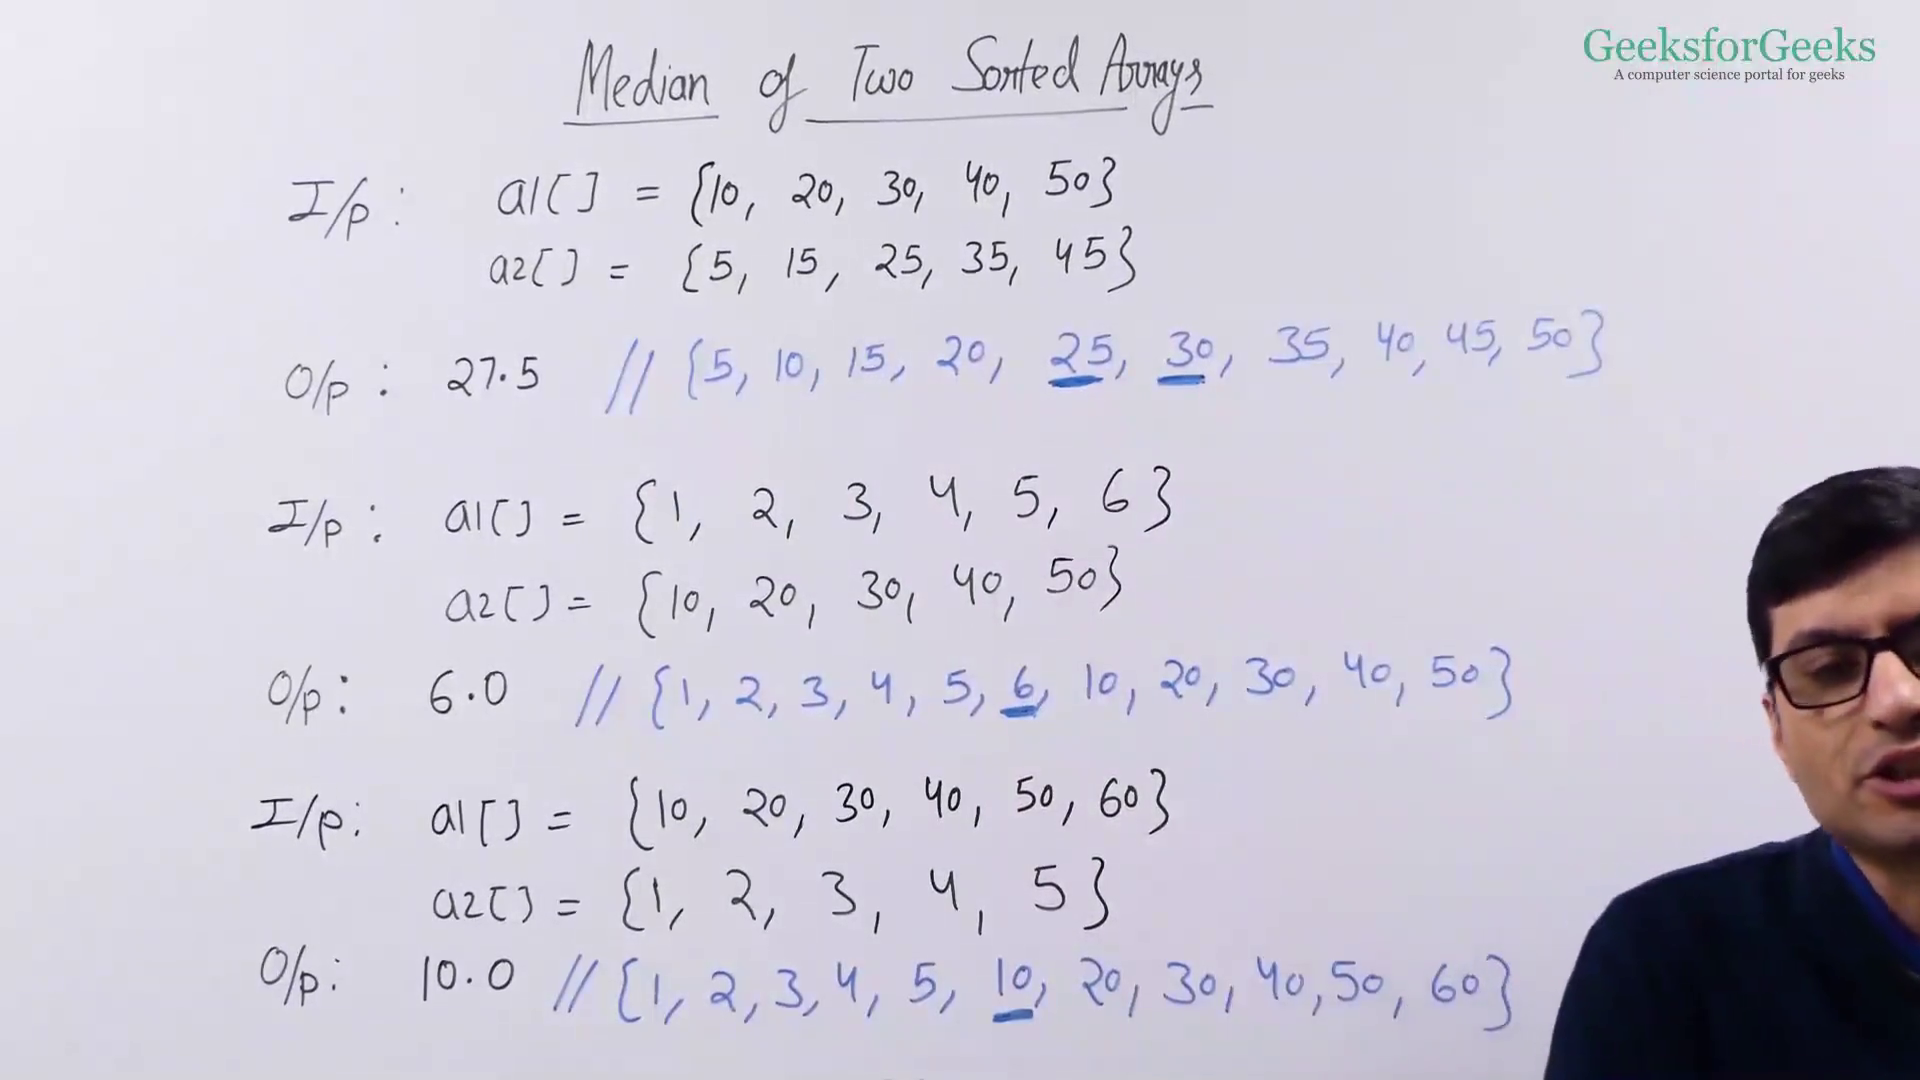 GeeksforGeeks
A computer science portal for geeks
Median of Two Sorted Arrays
I/p : a1[] = {10, 20, 30, 40, 50}
a2[] = {5, 15, 25, 35, 45}
O/p : 27.5 // {5, 10, 15, 20, 25, 30, 35, 40, 45, 50}
I/p : a1[] = {1, 2, 3, 4, 5, 6}
a2[] = {10, 20, 30, 40, 50}
O/p : 6.0 // {1, 2, 3, 4, 5, 6, 10, 20, 30, 40, 50}
I/p : a1[] = {10, 20, 30, 40, 50, 60}
a2[] = {1, 2, 3, 4, 5}
O/p : 10.0 // {1, 2, 3, 4, 5, 10, 20, 30, 40, 50, 60}